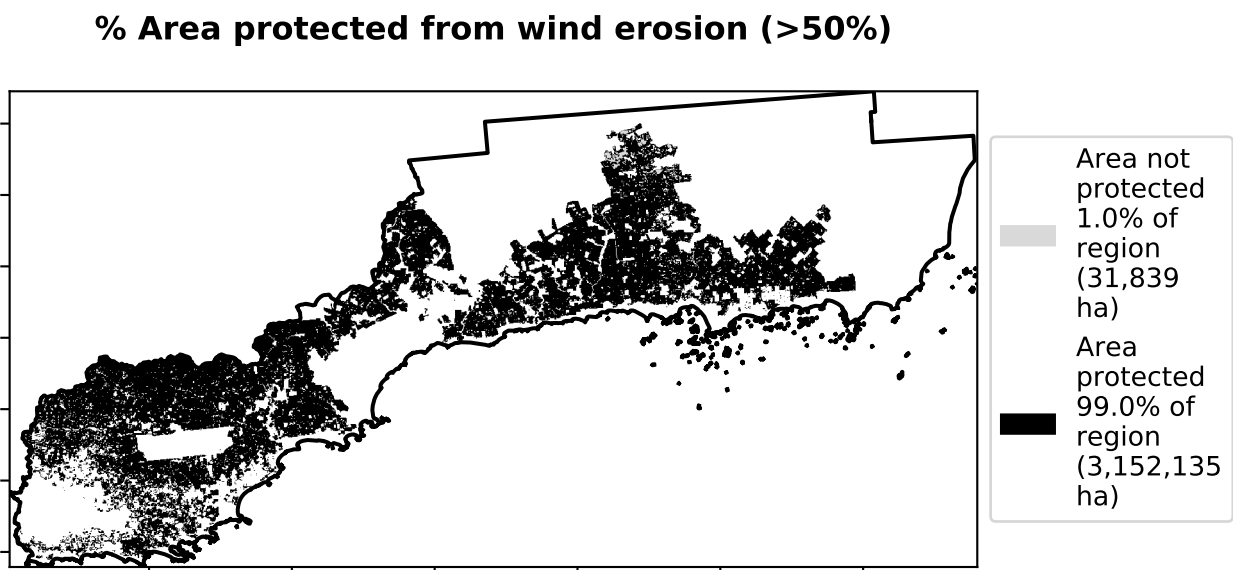 % Area protected from wind erosion (>50%)
Area not
protected
1.0% of
region
(31,839
ha)
Area
protected
99.0% of
region
(3,152,135
ha)